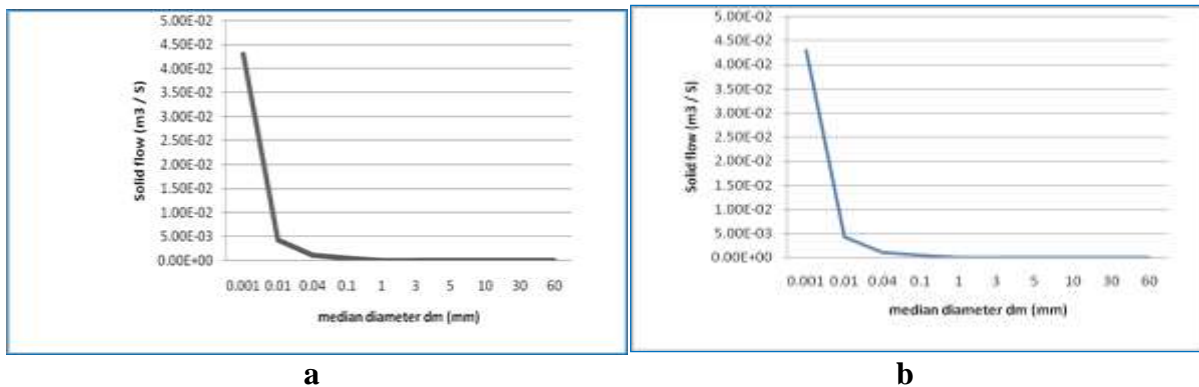 5.00E-02
4.50E-02
4.00E-02
3.50E-02
3.00E-02
2.50E-02
2.00E-02
1.50E-02
1.00E-02
5.00E-03
0.00E+00
Solid flow (m3 / S)
0.001 0.01 0.04 0.1 1 3 5 10 30 60
median diameter dm (mm)
a
5.00E-02
4.50E-02
4.00E-02
3.50E-02
3.00E-02
2.50E-02
2.00E-02
1.50E-02
1.00E-02
5.00E-03
0.00E+00
Solid flow (m3 / S)
0.001 0.01 0.04 0.1 1 3 5 10 30 60
median diameter dm (mm)
b